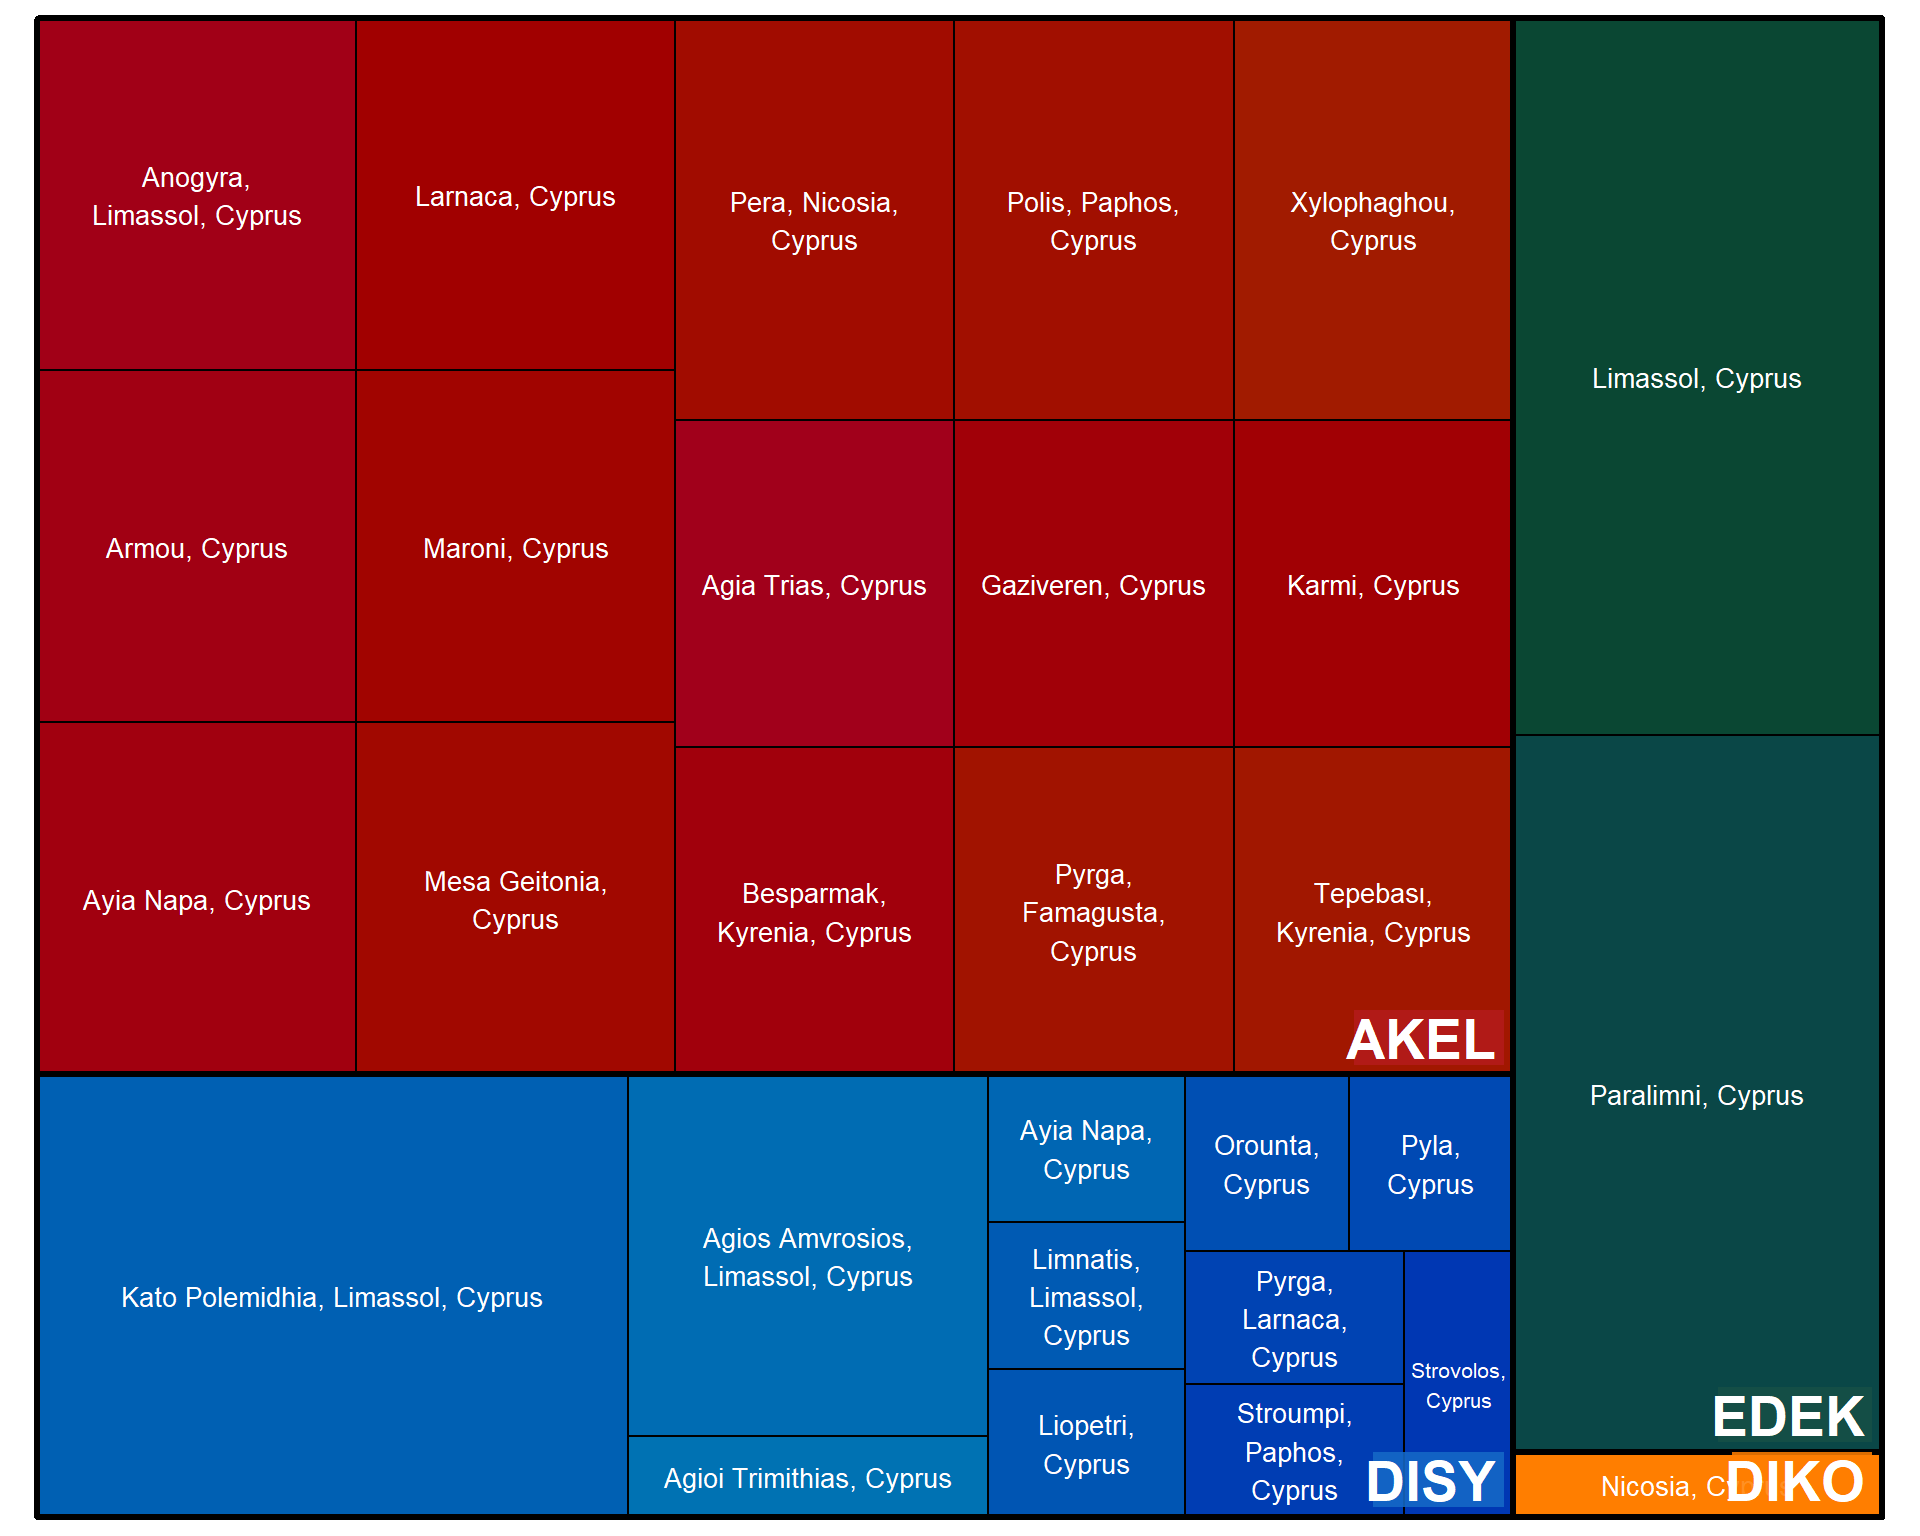 Anogyra,
Limassol, Cyprus
Larnaca, Cyprus
Pera, Nicosia,
Cyprus
Polis, Paphos,
Cyprus
Xylophaghou,
Cyprus
Limassol, Cyprus
Armou, Cyprus
Maroni, Cyprus
Agia Trias, Cyprus
Gaziveren, Cyprus
Karmi, Cyprus
Ayia Napa, Cyprus
Mesa Geitonia,
Cyprus
Besparmak,
Kyrenia, Cyprus
Pyrga,
Famagusta,
Cyprus
Tepebası,
Kyrenia, Cyprus
AKEL
Paralimni, Cyprus
EDEK
Kato Polemidhia, Limassol, Cyprus
Agios Amvrosios,
Limassol, Cyprus
Agioi Trimithias, Cyprus
Ayia Napa,
Cyprus
Limnatis,
Limassol,
Cyprus
Liopetri,
Cyprus
Orounta,
Cyprus
Pyla,
Cyprus
Pyrga,
Larnaca,
Cyprus
Stroumpi,
Paphos,
Cyprus
Strovolos,
Cyprus
DISY
Nicosia,
DIKO